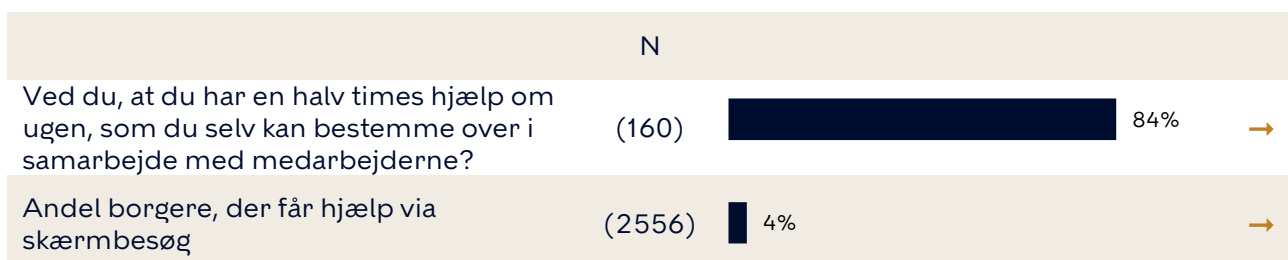 N
Ved du, at du har en halv times hjælp om
ugen, som du selv kan bestemme over i
samarbejde med medarbejderne?
(160)
84%
→
Andel borgere, der får hjælp via
skærmbesøg
(2556)
4%
→